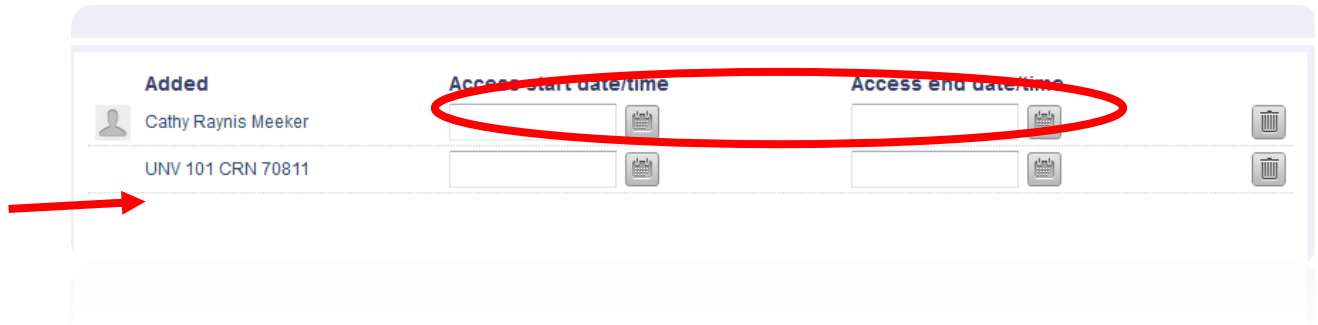 Added Access start date/time Access end date/time
Cathy Raynis Meeker
UNV 101 CRN 70811